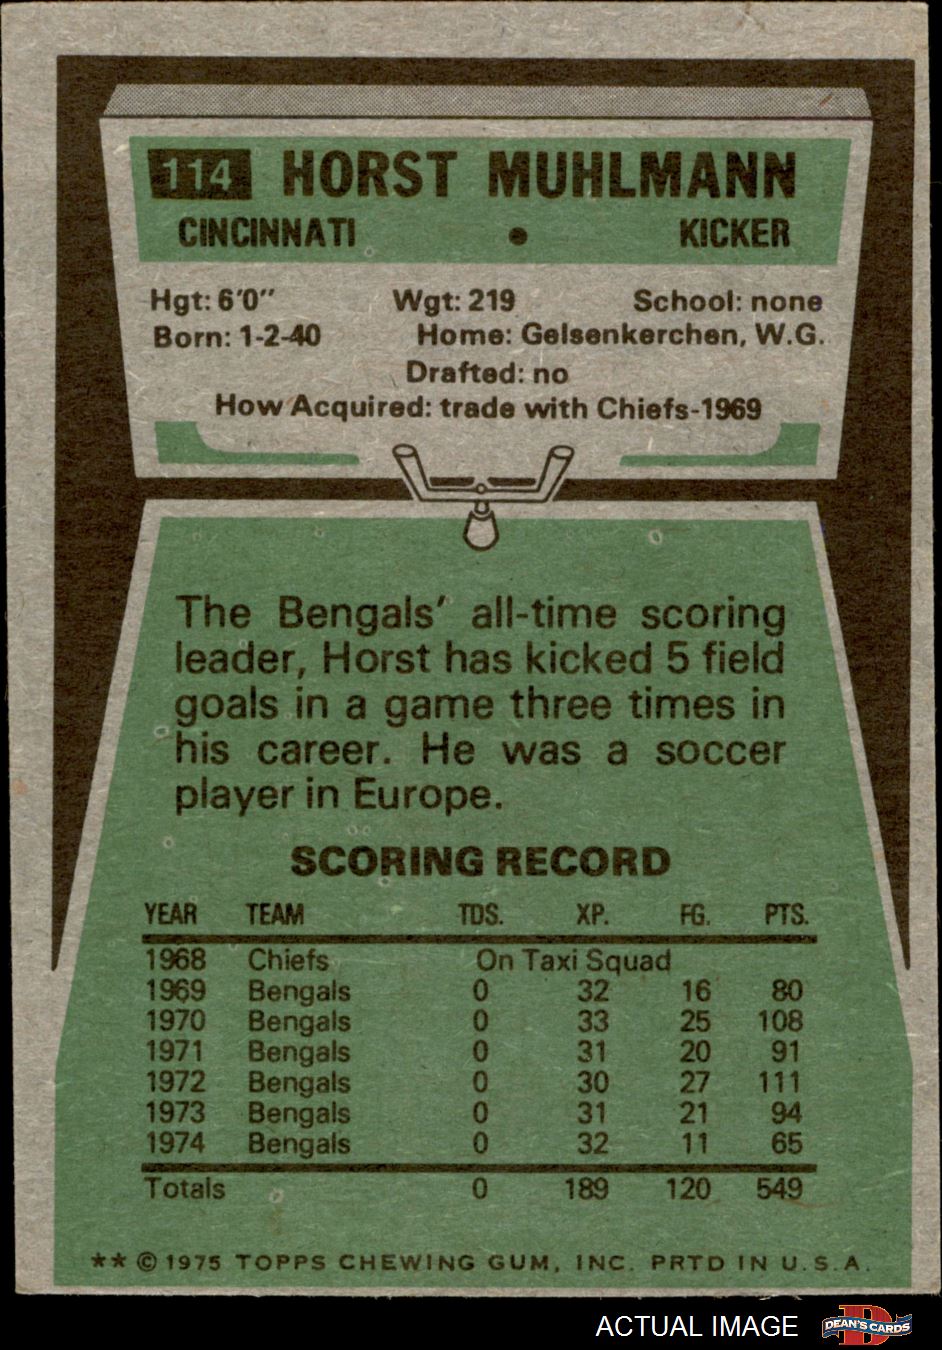 114 HORST MUHLMANN
CINCINNATI • KICKER
Hgt: 6'0" Wgt: 219 School: none
Born: 1-2-40 Home: Gelsenkerchen, W.G.
Drafted: no
How Acquired: trade with Chiefs-1969
The Bengals' all-time scoring
leader, Horst has kicked 5 field
goals in a game three times in
his career. He was a soccer
player in Europe.
SCORING RECORD
YEAR TEAM TDS. XP. FG. PTS.
1968 Chiefs On Taxi Squad
1969 Bengals 0 32 16 80
1970 Bengals 0 33 25 108
1971 Bengals 0 31 20 91
1972 Bengals 0 30 27 111
1973 Bengals 0 31 21 94
1974 Bengals 0 32 11 65
Totals 0 189 120 549
** © 1975 TOPPS CHEWING GUM, INC. PRTD IN U.S.A.
ACTUAL IMAGE DEAN'S CARDS